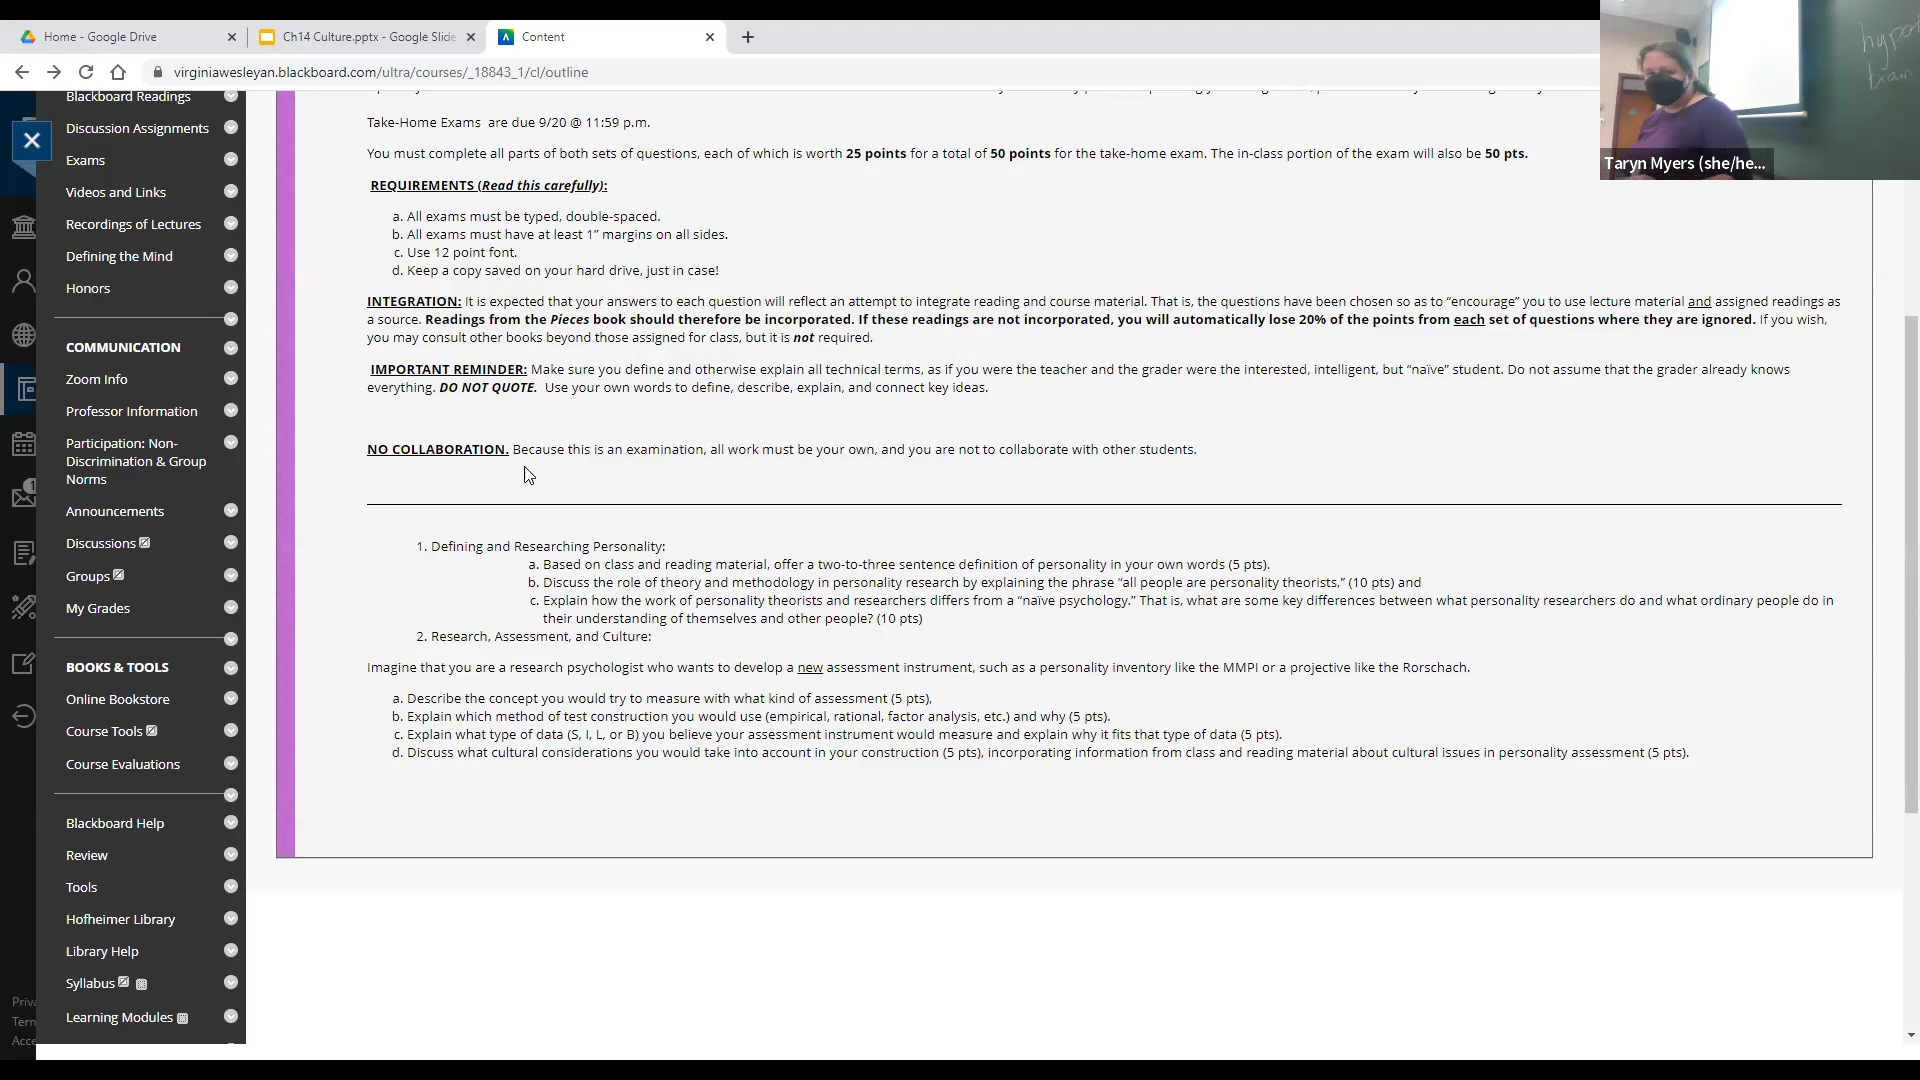 Home - Google Drive
Ch14 Culture.pptx - Google Slide
Content
virginiawesleyan.blackboard.com/ultra/courses/_18843_1/cl/outline
Taryn Myers (she/he...
Blackboard Readings
Discussion Assignments
Exams
Videos and Links
Recordings of Lectures
Defining the Mind
Honors
COMMUNICATION
Zoom Info
Professor Information
Participation: Non-
Discrimination & Group
Norms
Announcements
Discussions
Groups
My Grades
BOOKS & TOOLS
Online Bookstore
Course Tools
Course Evaluations
Blackboard Help
Review
Tools
Hofheimer Library
Library Help
Syllabus
Learning Modules
1
Priva
Term
Acce
Take-Home Exams are due 9/20 @ 11:59 p.m.
You must complete all parts of both sets of questions, each of which is worth 25 points for a total of 50 points for the take-home exam. The in-class portion of the exam will also be 50 pts.
REQUIREMENTS (Read this carefully):
a. All exams must be typed, double-spaced.
b. All exams must have at least 1” margins on all sides.
c. Use 12 point font.
d. Keep a copy saved on your hard drive, just in case!
INTEGRATION: It is expected that your answers to each question will reflect an attempt to integrate reading and course material. That is, the questions have been chosen so as to “encourage” you to use lecture material and assigned readings as
a source. Readings from the Pieces book should therefore be incorporated. If these readings are not incorporated, you will automatically lose 20% of the points from each set of questions where they are ignored. If you wish,
you may consult other books beyond those assigned for class, but it is not required.
IMPORTANT REMINDER: Make sure you define and otherwise explain all technical terms, as if you were the teacher and the grader were the interested, intelligent, but “naïve” student. Do not assume that the grader already knows
everything. DO NOT QUOTE. Use your own words to define, describe, explain, and connect key ideas.
NO COLLABORATION. Because this is an examination, all work must be your own, and you are not to collaborate with other students.
1. Defining and Researching Personality:
a. Based on class and reading material, offer a two-to-three sentence definition of personality in your own words (5 pts).
b. Discuss the role of theory and methodology in personality research by explaining the phrase “all people are personality theorists,” (10 pts) and
c. Explain how the work of personality theorists and researchers differs from a “naïve psychology.” That is, what are some key differences between what personality researchers do and what ordinary people do in
their understanding of themselves and other people? (10 pts)
2. Research, Assessment, and Culture:
Imagine that you are a research psychologist who wants to develop a new assessment instrument, such as a personality inventory like the MMPI or a projective like the Rorschach.
a. Describe the concept you would try to measure with what kind of assessment (5 pts),
b. Explain which method of test construction you would use (empirical, rational, factor analysis, etc.) and why (5 pts).
c. Explain what type of data (S, I, L, or B) you believe your assessment instrument would measure and explain why it fits that type of data (5 pts).
d. Discuss what cultural considerations you would take into account in your construction (5 pts), incorporating information from class and reading material about cultural issues in personality assessment (5 pts).